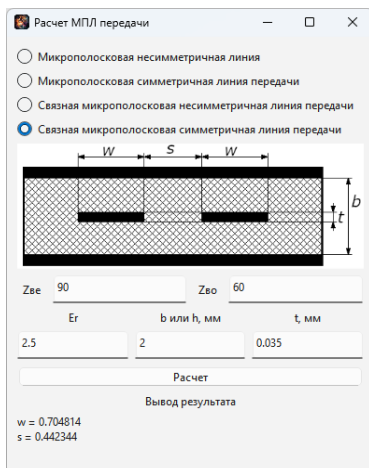 Расчет МПЛ передачи
Микрополосковая несимметричная линия
Микрополосковая симметричная линия передачи
Связная микрополосковая несимметричная линия передачи
Связная микрополосковая симметричная линия передачи
w s w
b
t
Zве 90 Zво 60
Er b или h, мм t, мм
2.5 2 0.035
Расчет
Вывод результата
w = 0.704814
s = 0.442344